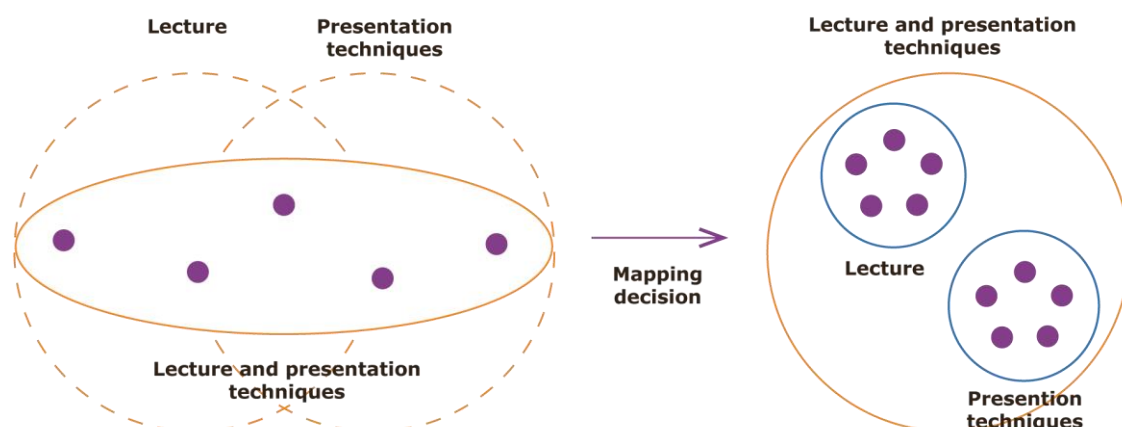 Lecture
Presentation
techniques
Lecture and presentation
techniques
Mapping
decision
Lecture and presentation
techniques
Lecture
Presention
techniques